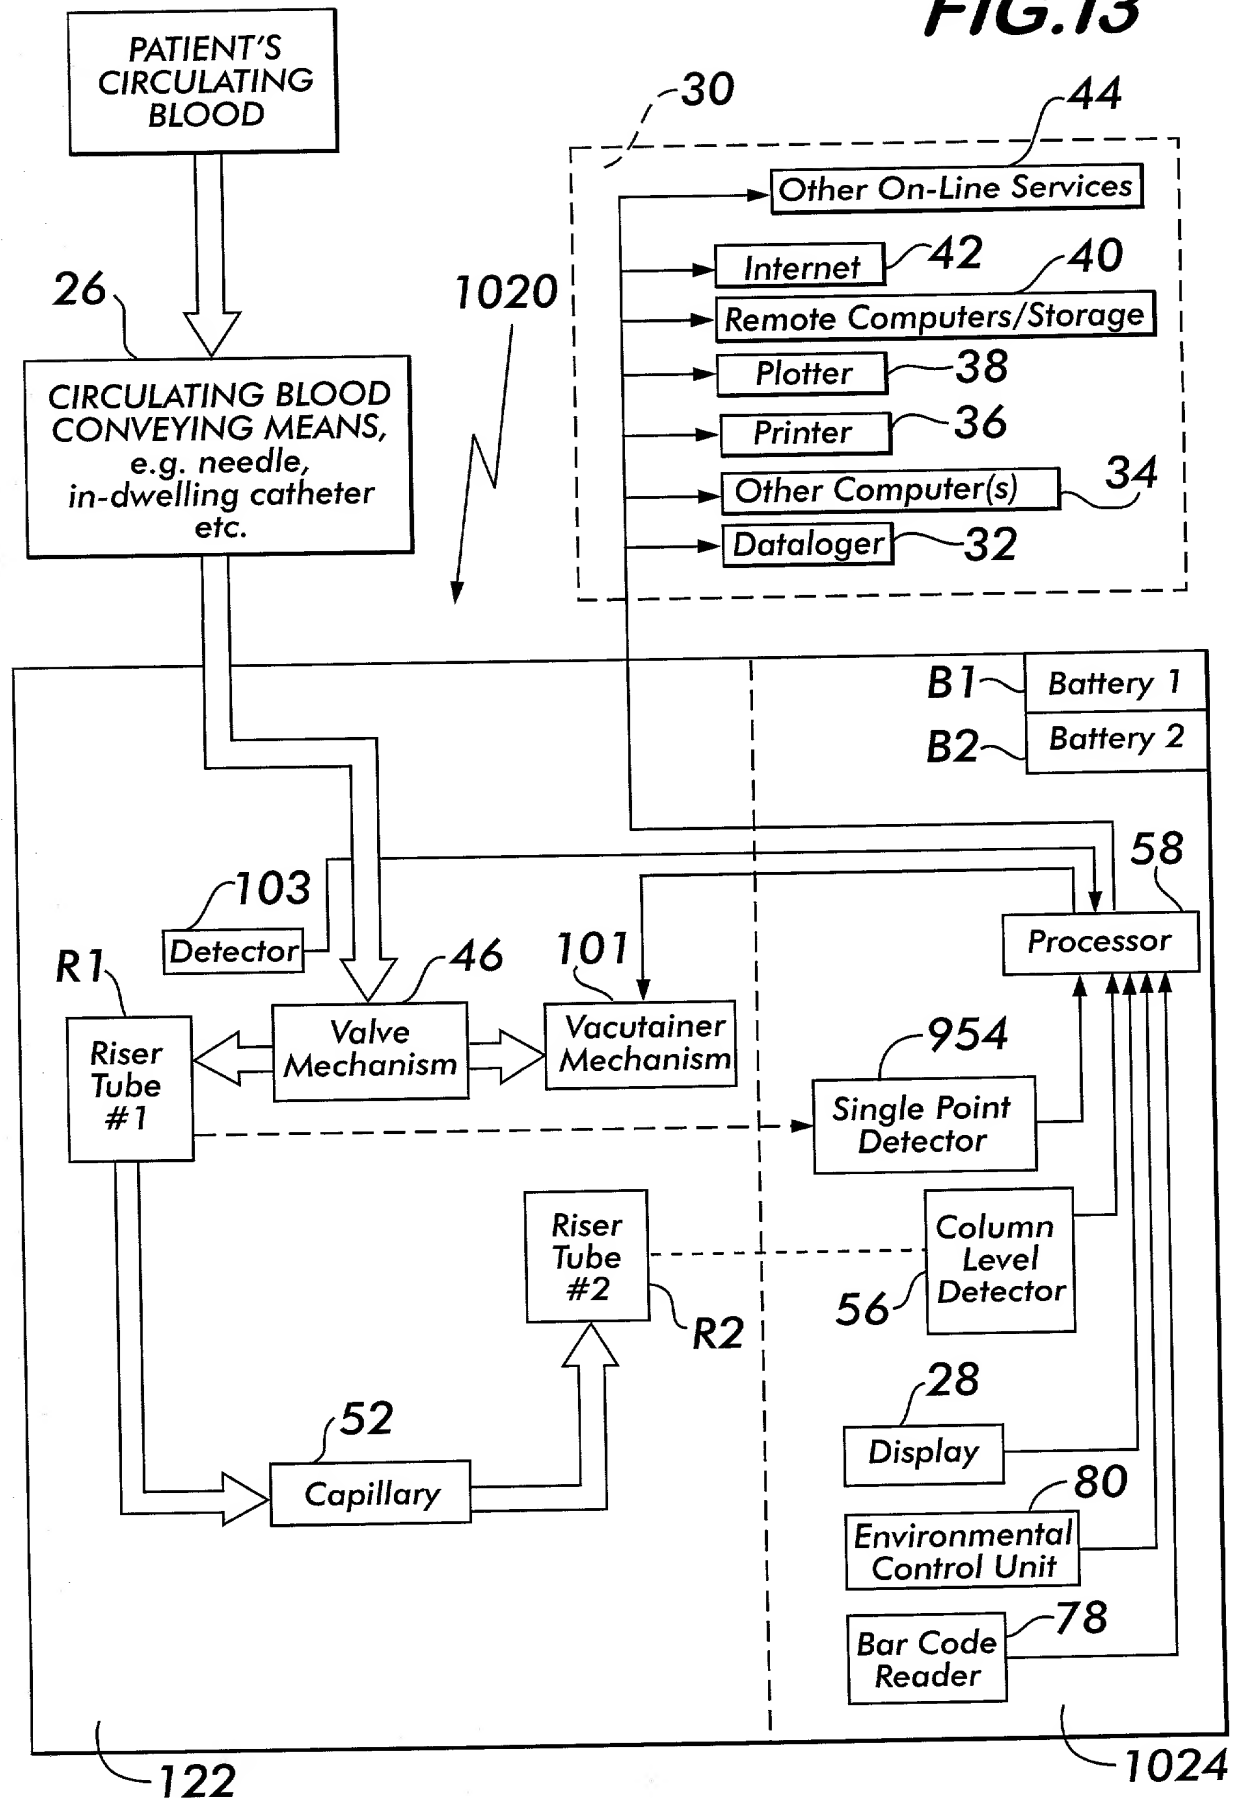 FIG.13
PATIENT'S
CIRCULATING
BLOOD
30
44
Other On-Line Services
Internet
42
40
Remote Computers/Storage
Plotter
38
Printer
36
Other Computer(s)
34
Dataloger
32
26
1020
CIRCULATING BLOOD
CONVEYING MEANS,
e.g. needle,
in-dwelling catheter
etc.
B1
Battery 1
B2
Battery 2
58
Processor
103
Detector
R1
46
101
Riser
Tube
#1
Valve
Mechanism
Vacutainer
Mechanism
954
Single Point
Detector
Riser
Tube
#2
R2
Column
Level
Detector
56
28
Display
52
Capillary
80
Environmental
Control Unit
78
Bar Code
Reader
122
1024